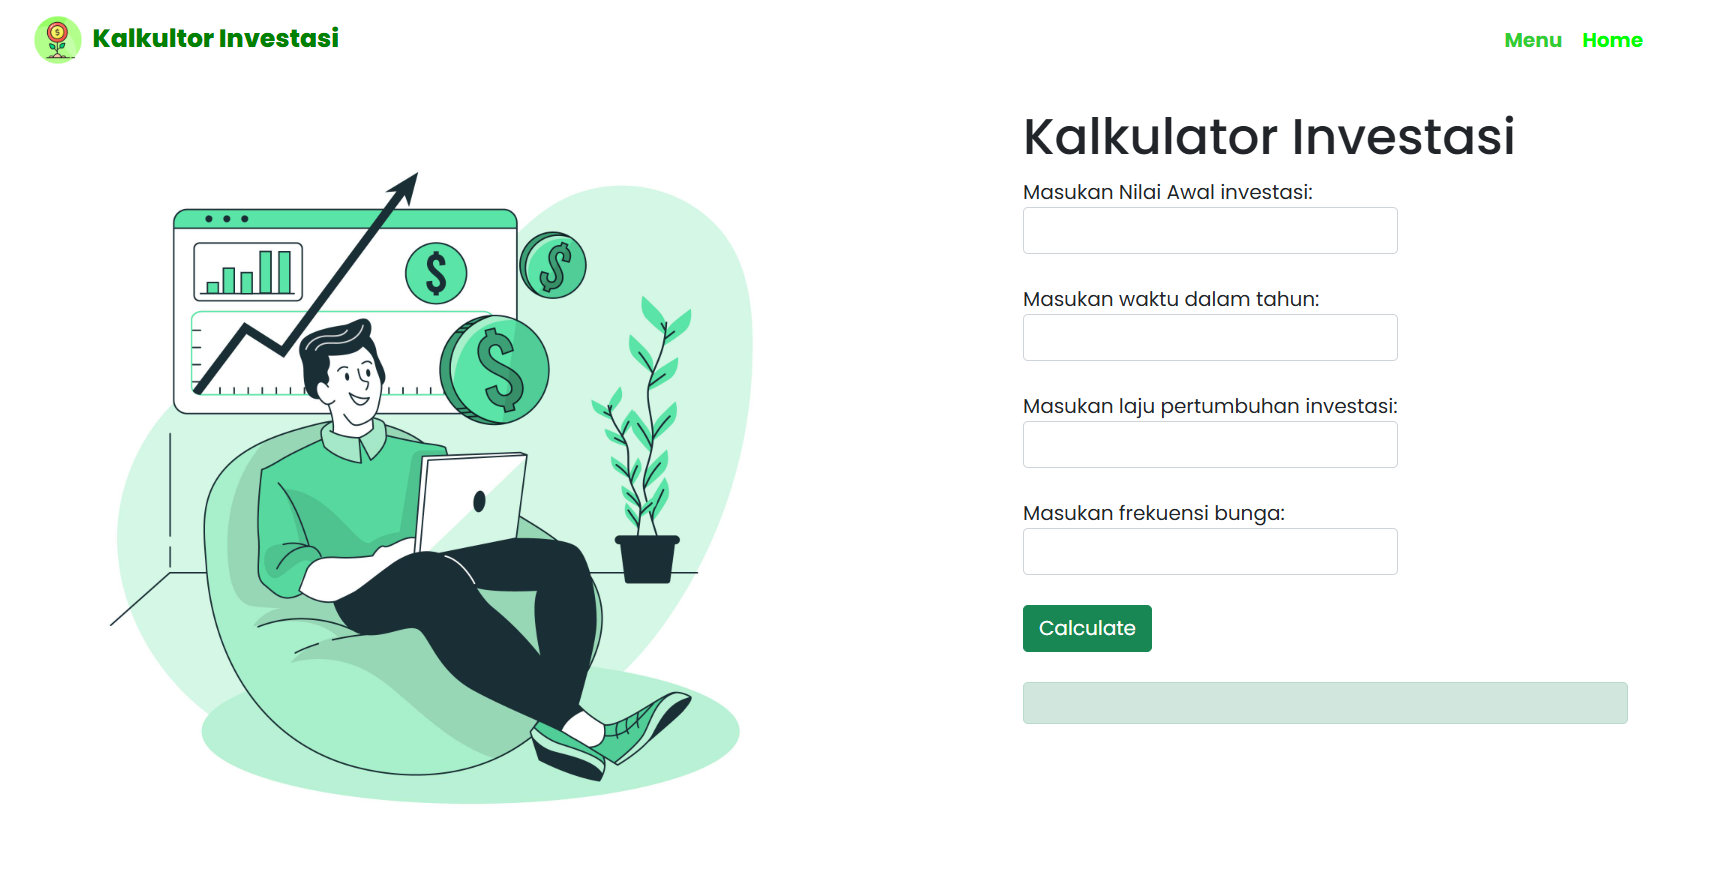 Kalkultor Investasi
Menu Home
Kalkulator Investasi
Masukan Nilai Awal investasi:
Masukan waktu dalam tahun:
Masukan laju pertumbuhan investasi:
Masukan frekuensi bunga:
Calculate
$
$
$
$